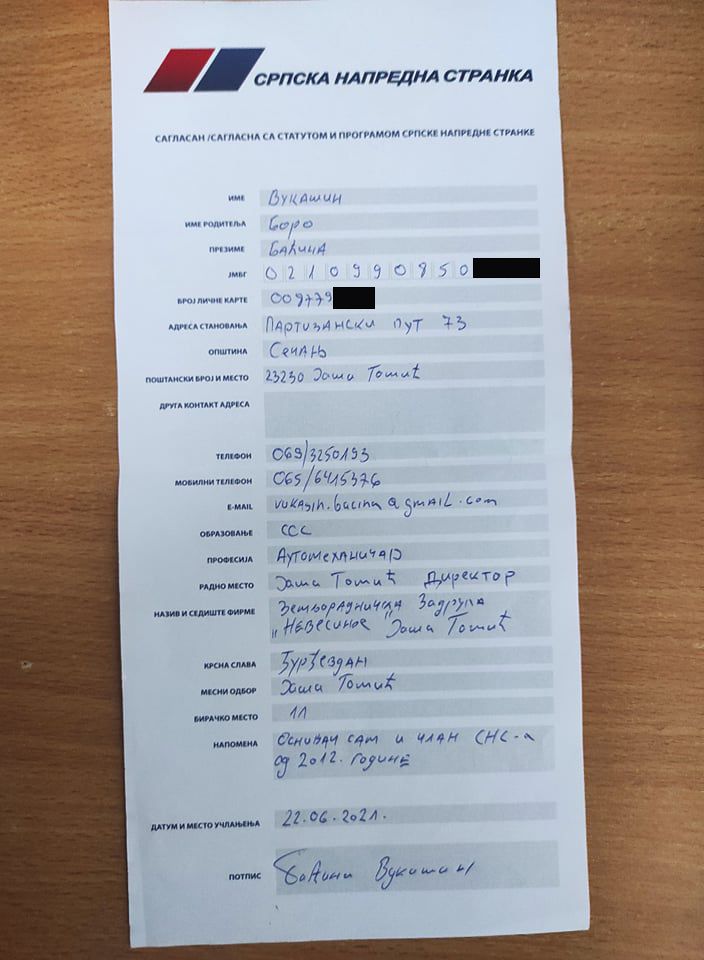 СРПСКА НАПРЕДНА СТРАНКА
САГЛАСАН /САГЛАСНА СА СТАТУТОМ И ПРОГРАМОМ СРПСКЕ НАПРЕДНЕ СТРАНКЕ
ИМЕ ВУКАШИН
ИМЕ РОДИТЕЉА БОРО
ПРЕЗИМЕ БАЋИНА
ЈМБГ 0210990850
БРОЈ ЛИЧНЕ КАРТЕ 009779
АДРЕСА СТАНОВАЊА ПАРТИЗАНСКИ ПУТ 73
ОПШТИНА СЕЧАЊ
ПОШТАНСКИ БРОЈ И МЕСТО 23230 Јаша Томић
ДРУГА КОНТАКТ АДРЕСА
ТЕЛЕФОН 069/3250193
МОБИЛНИ ТЕЛЕФОН 065/6415376
E-MAIL vukasin.bacina@gmail.com
ОБРАЗОВАЊЕ ССС
ПРОФЕСИЈА АУТОМЕХАНИЧАР
РАДНО МЕСТО Јаша Томић Директор
НАЗИВ И СЕДИШТЕ ФИРМЕ Земљорадничка Задруга
„НЕВЕСИЊЕ" Јаша Томић
КРСНА СЛАВА ЂУРЂЕВДАН
МЕСНИ ОДБОР Јаша Томић
БИРАЧКО МЕСТО 11
НАПОМЕНА ОСНИВАЧ САМ И ЧЛАН СНС-а
од 2012. ГОДИНЕ
ДАТУМ И МЕСТО УЧЛАЊЕЊА 22.06.2021.
ПОТПИС Вукашин